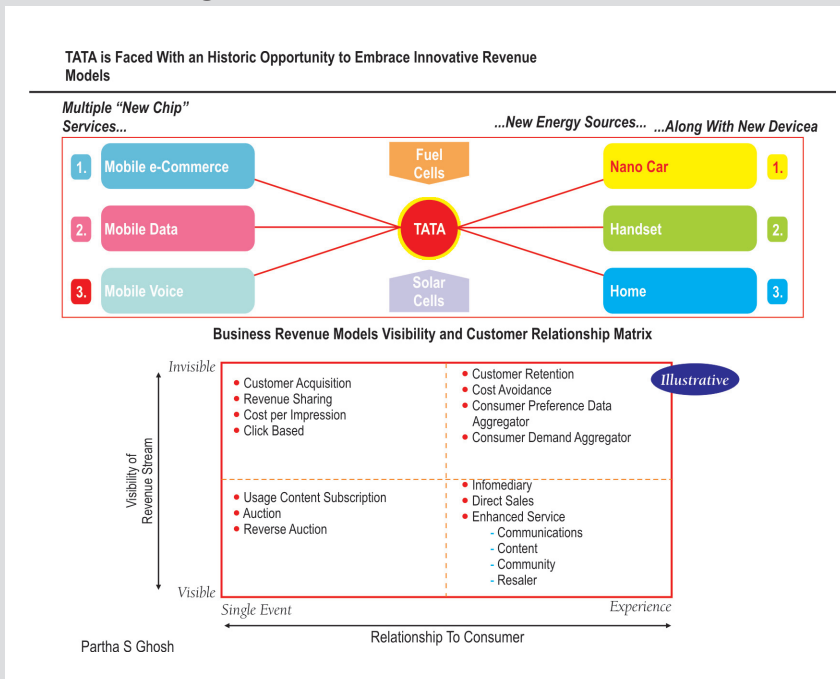 TATA is Faced With an Historic Opportunity to Embrace Innovative Revenue
Models
Multiple “New Chip”
Services...
...New Energy Sources...
...Along With New Devicea
1.
Mobile e-Commerce
Fuel
Cells
Nano Car
1.
2.
Mobile Data
TATA
Handset
2.
3.
Mobile Voice
Solar
Cells
Home
3.
Business Revenue Models Visibility and Customer Relationship Matrix
Invisible
Visibility of
Revenue Stream
Visible
• Customer Acquisition
• Revenue Sharing
• Cost per Impression
• Click Based
• Customer Retention
• Cost Avoidance
• Consumer Preference Data
Aggregator
• Consumer Demand Aggregator
Illustrative
• Usage Content Subscription
• Auction
• Reverse Auction
• Infomediary
• Direct Sales
• Enhanced Service
- Communications
- Content
- Community
- Resaler
Single Event
Experience
Relationship To Consumer
Partha S Ghosh